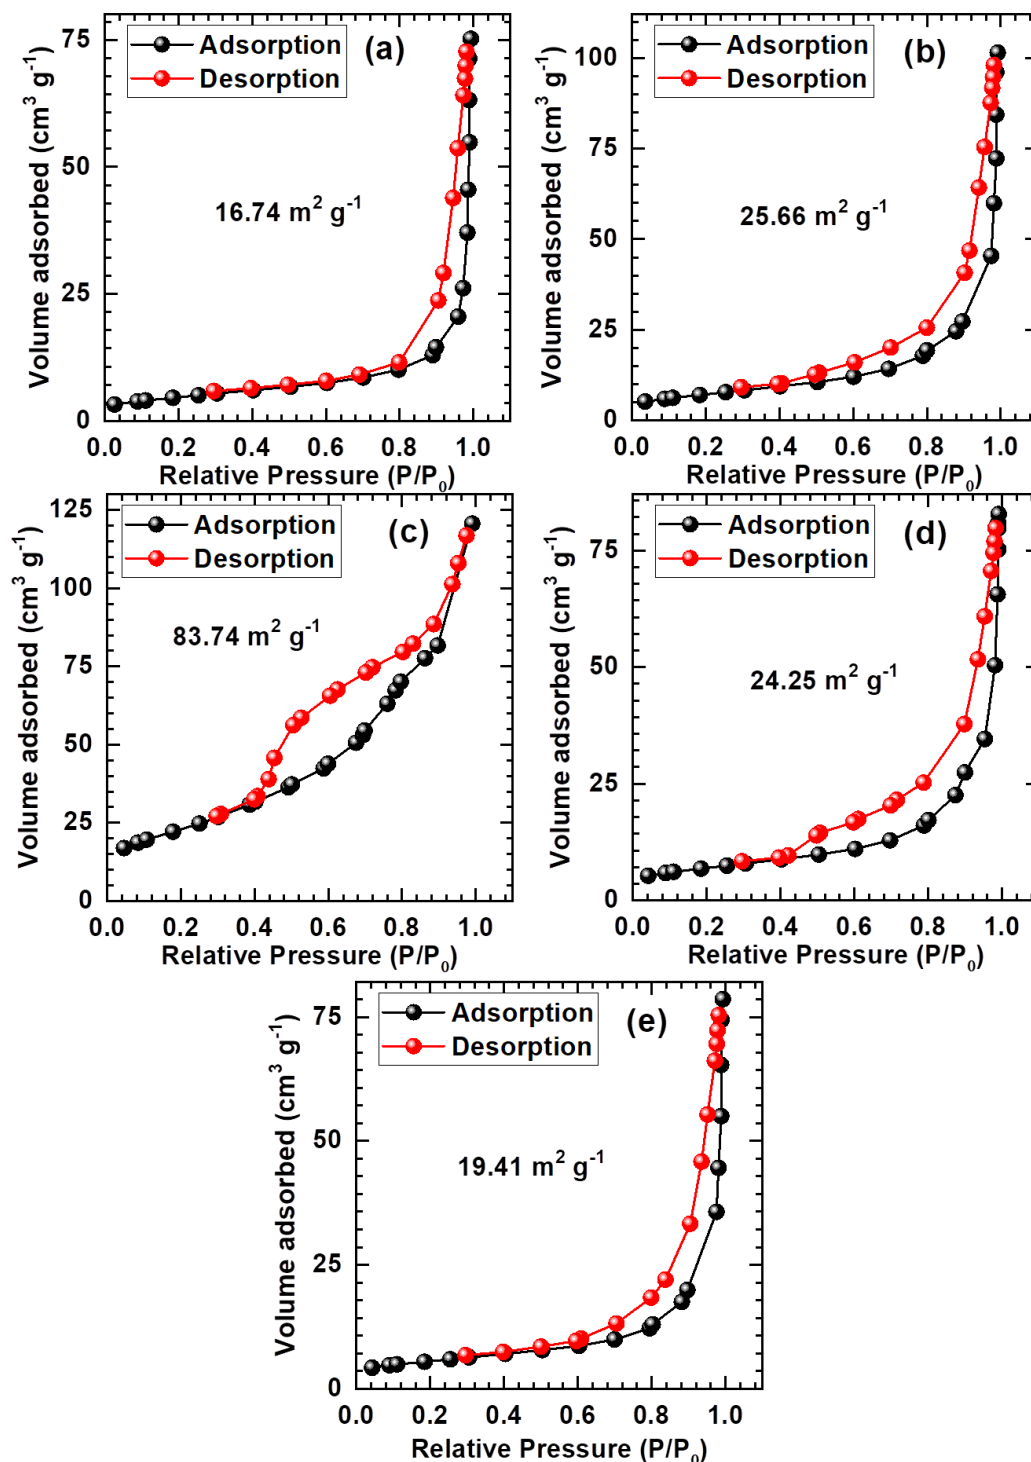 Adsorption
Desorption
(a)
16.74 m² g⁻¹
Volume adsorbed (cm³ g⁻¹)
75
50
25
0
0.0 0.2 0.4 0.6 0.8 1.0
Relative Pressure (P/P₀)
Adsorption
Desorption
(b)
25.66 m² g⁻¹
Volume adsorbed (cm³ g⁻¹)
100
75
50
25
0
0.0 0.2 0.4 0.6 0.8 1.0
Relative Pressure (P/P₀)
Adsorption
Desorption
(c)
83.74 m² g⁻¹
Volume adsorbed (cm³ g⁻¹)
125
100
75
50
25
0
0.0 0.2 0.4 0.6 0.8 1.0
Relative Pressure (P/P₀)
Adsorption
Desorption
(d)
24.25 m² g⁻¹
Volume adsorbed (cm³ g⁻¹)
75
50
25
0
0.0 0.2 0.4 0.6 0.8 1.0
Relative Pressure (P/P₀)
Adsorption
Desorption
(e)
19.41 m² g⁻¹
Volume adsorbed (cm³ g⁻¹)
75
50
25
0
0.0 0.2 0.4 0.6 0.8 1.0
Relative Pressure (P/P₀)